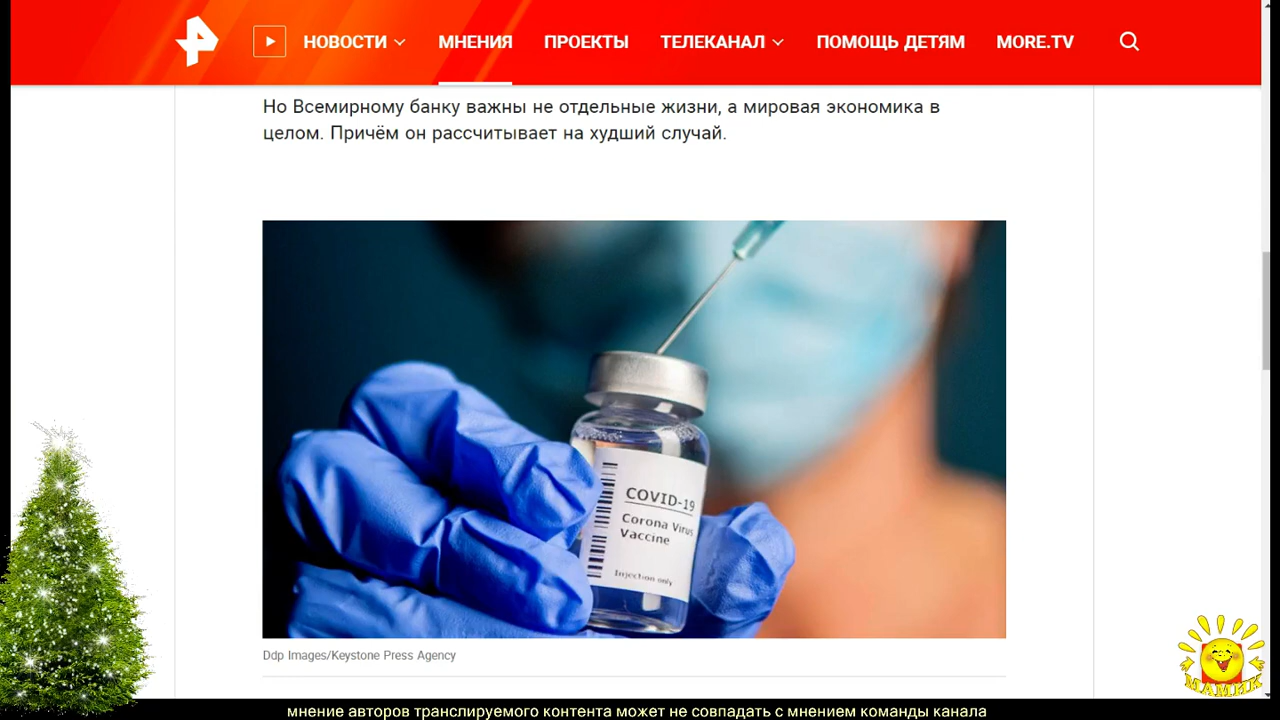 НОВОСТИ МНЕНИЯ ПРОЕКТЫ ТЕЛЕКАНАЛ ПОМОЩЬ ДЕТЯМ MORE.TV
Но Всемирному банку важны не отдельные жизни, а мировая экономика в
целом. Причём он рассчитывает на худший случай.
COVID-19
Corona Virus
Vaccine
Injection only
Ddp Images/Keystone Press Agency
МАМИК
мнение авторов транслируемого контента может не совпадать с мнением команды канала